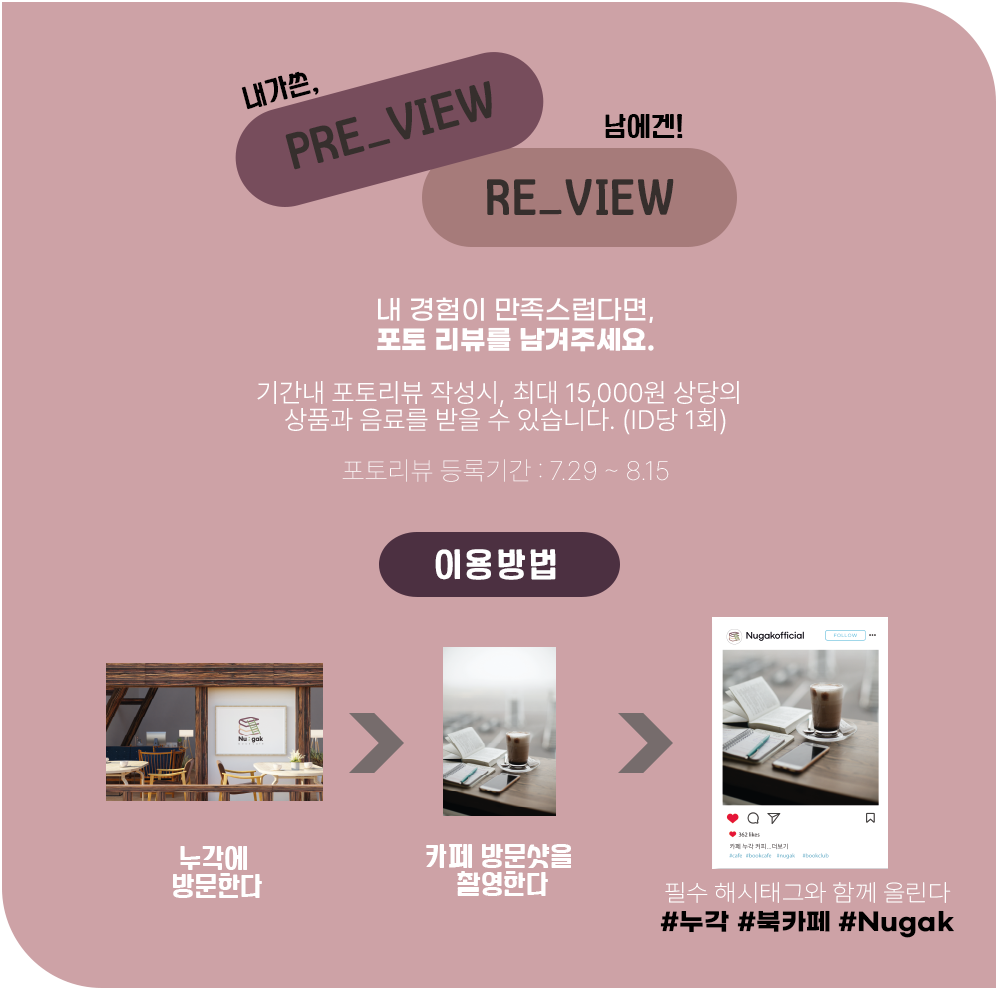 내가쓴,
PRE_VIEW
남에겐!
RE_VIEW
내 경험이 만족스럽다면,
포토 리뷰를 남겨주세요.
기간내 포토리뷰 작성시, 최대 15,000원 상당의
상품과 음료를 받을 수 있습니다. (ID당 1회)
포토리뷰 등록기간 : 7.29 ~ 8.15
이용방법
Nu gak
누각에
방문한다
카페 방문샷을
촬영한다
Nugakofficial
FOLLOW
362 likes
카페 누각 커피...더보기
#cafe #bookcafe #nugak #bookclub
필수 해시태그와 함께 올린다
#누각 #북카페 #Nugak